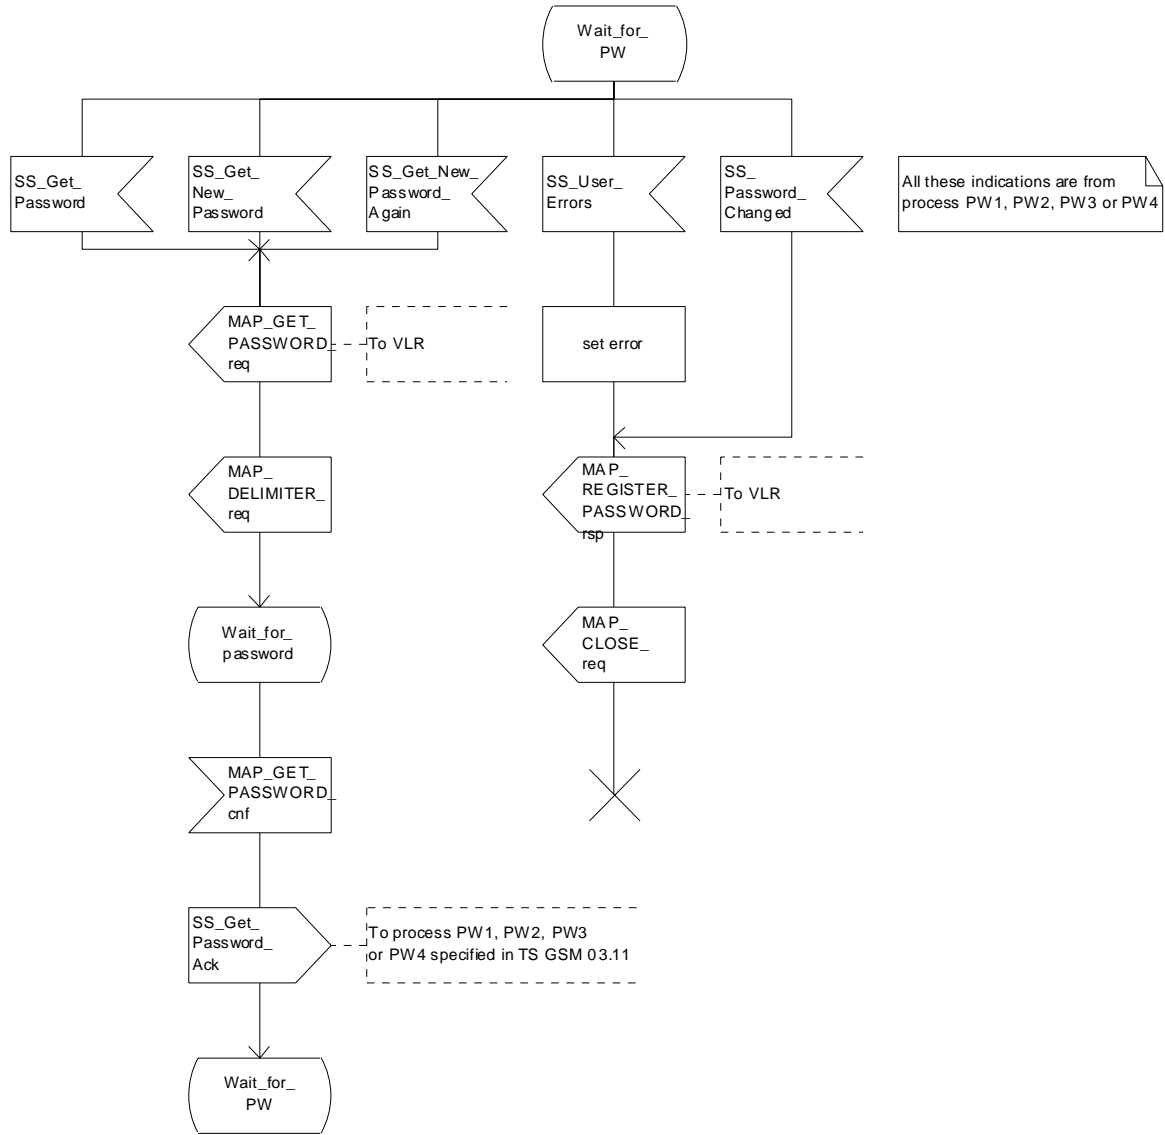 Wait_for_
PW
SS_Get_
Password
SS_Get_
New_
Password
SS_Get_New_
Password_
Again
SS_User_
Errors
SS_
Password_
Changed
All these indications are from
process PW1, PW2, PW3 or PW4
MAP_GET_
PASSWORD_
req
To VLR
set error
MAP_
DELIMITER_
req
MAP_
REGISTER_
PASSWORD_
rsp
To VLR
Wait_for_
password
MAP_
CLOSE_
req
MAP_GET_
PASSWORD_
cnf
SS_Get_
Password_
Ack
To process PW1, PW2, PW3
or PW4 specified in TS GSM 03.11
Wait_for_
PW